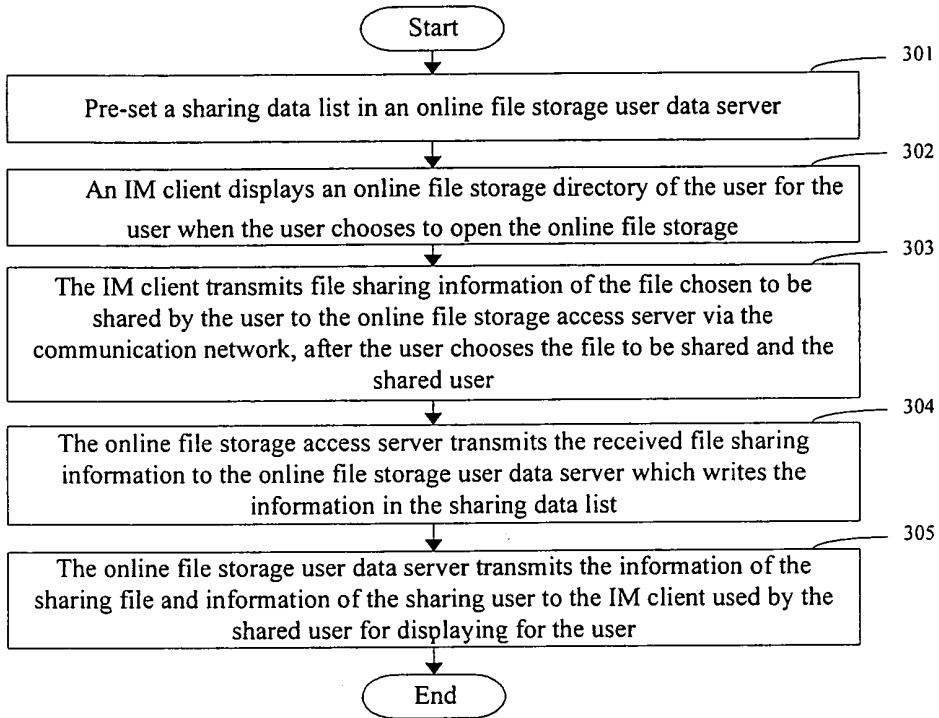 Start
301
Pre-set a sharing data list in an online file storage user data server
302
An IM client displays an online file storage directory of the user for the
user when the user chooses to open the online file storage
303
The IM client transmits file sharing information of the file chosen to be
shared by the user to the online file storage access server via the
communication network, after the user chooses the file to be shared and the
shared user
304
The online file storage access server transmits the received file sharing
information to the online file storage user data server which writes the
information in the sharing data list
305
The online file storage user data server transmits the information of the
sharing file and information of the sharing user to the IM client used by the
shared user for displaying for the user
End